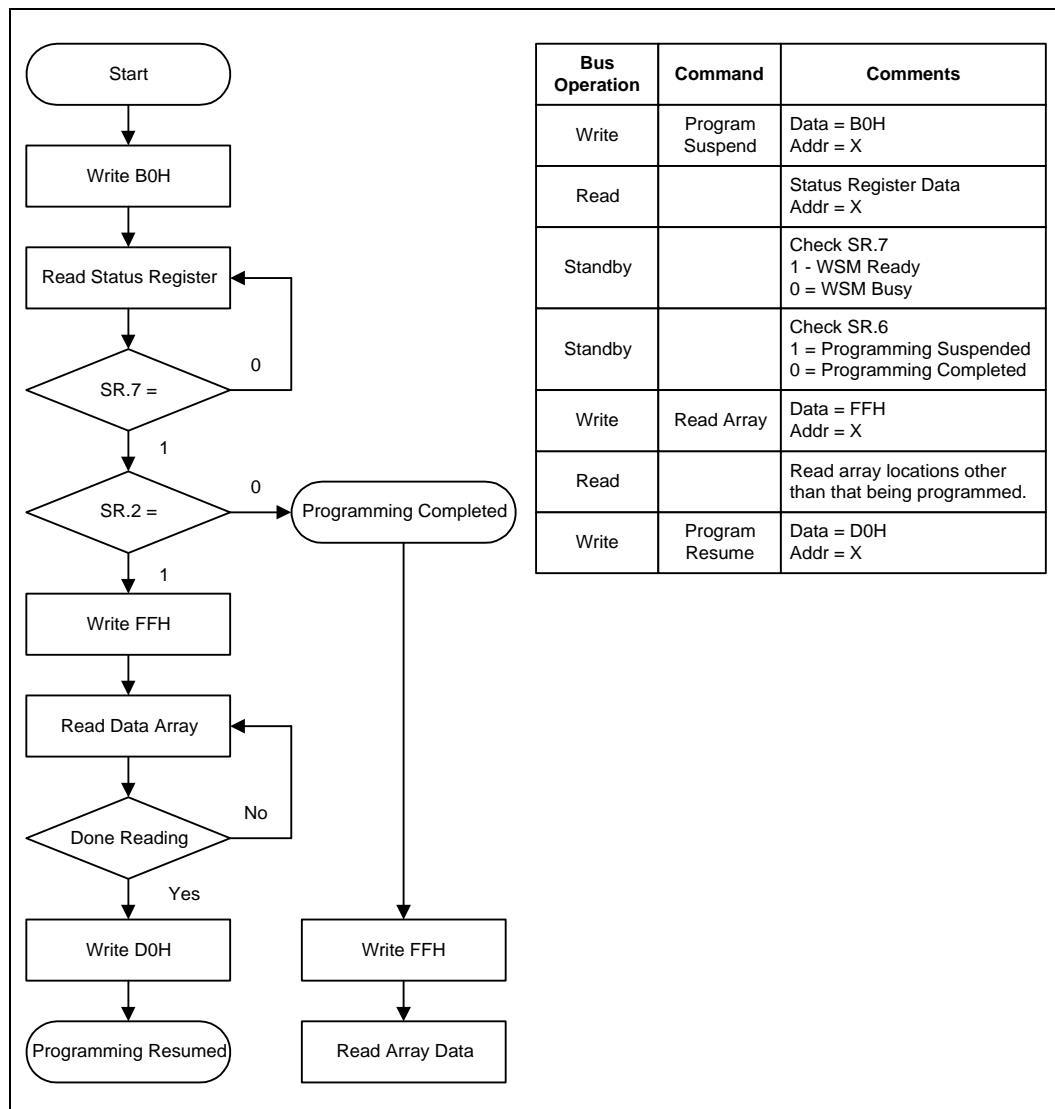 Start
Write B0H
Read Status Register
SR.7 =
0
1
SR.2 =
0
Programming Completed
1
Write FFH
Read Data Array
Done Reading
No
Yes
Write D0H
Programming Resumed
Write FFH
Read Array Data
Bus
Operation
Command
Comments
Write
Program
Suspend
Data = B0H
Addr = X
Read
Status Register Data
Addr = X
Standby
Check SR.7
1 - WSM Ready
0 = WSM Busy
Standby
Check SR.6
1 = Programming Suspended
0 = Programming Completed
Write
Read Array
Data = FFH
Addr = X
Read
Read array locations other
than that being programmed.
Write
Program
Resume
Data = D0H
Addr = X